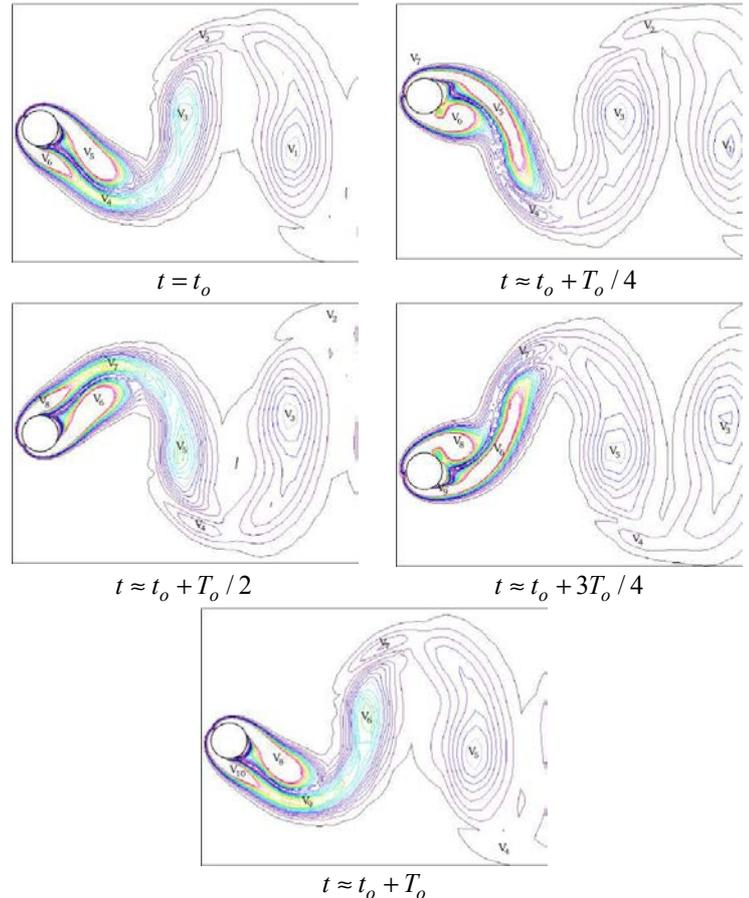 V₂
V₃
V₁
V₅
V₆
V₄
t = tₒ
V₇
V₂
V₅
V₃
V₆
V₁
V₄
t ≈ tₒ + Tₒ / 4
V₂
V₇
V₈
V₆
V₃
V₅
V₄
t ≈ tₒ + Tₒ / 2
V₇
V₃
V₈
V₅
V₆
V₉
V₄
t ≈ tₒ + 3Tₒ / 4
V₇
V₆
V₅
V₈
V₁₀
V₉
V₄
t ≈ tₒ + Tₒ